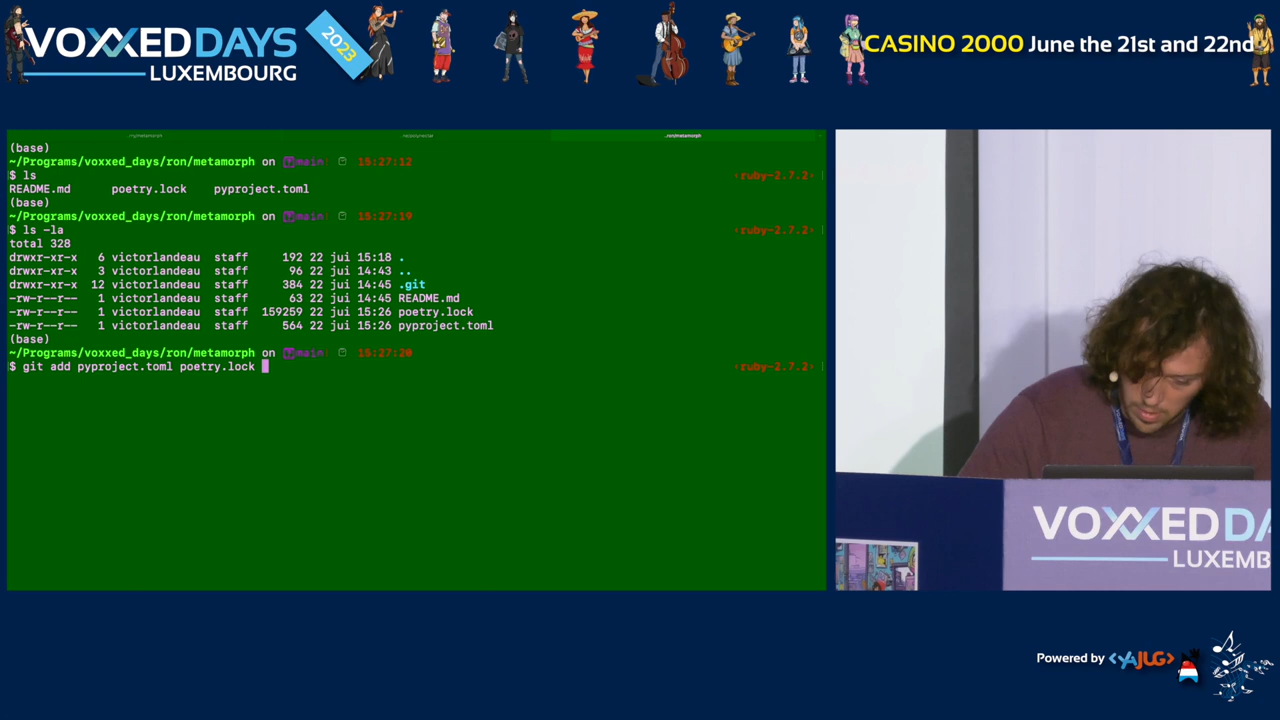 VOXXEDDAYS
LUXEMBOURG
2023
CASINO 2000 June the 21st and 22nd
..ron/metamorph
(base)
~/Programs/voxxed_days/ron/metamorph on main! 15:27:12
$ ls ‹ruby-2.7.2›
README.md poetry.lock pyproject.toml
(base)
~/Programs/voxxed_days/ron/metamorph on main! 15:27:19
$ ls -la ‹ruby-2.7.2›
total 328
drwxr-xr-x 6 victorlandeau staff 192 22 jui 15:18 .
drwxr-xr-x 3 victorlandeau staff 96 22 jui 14:43 ..
drwxr-xr-x 12 victorlandeau staff 384 22 jui 14:45 .git
-rw-r--r-- 1 victorlandeau staff 63 22 jui 14:45 README.md
-rw-r--r-- 1 victorlandeau staff 159259 22 jui 15:26 poetry.lock
-rw-r--r-- 1 victorlandeau staff 564 22 jui 15:26 pyproject.toml
(base)
~/Programs/voxxed_days/ron/metamorph on main! 15:27:20
$ git add pyproject.toml poetry.lock ‹ruby-2.7.2›
VOXXEDDA
LUXEMB
Powered by <YAJUG>